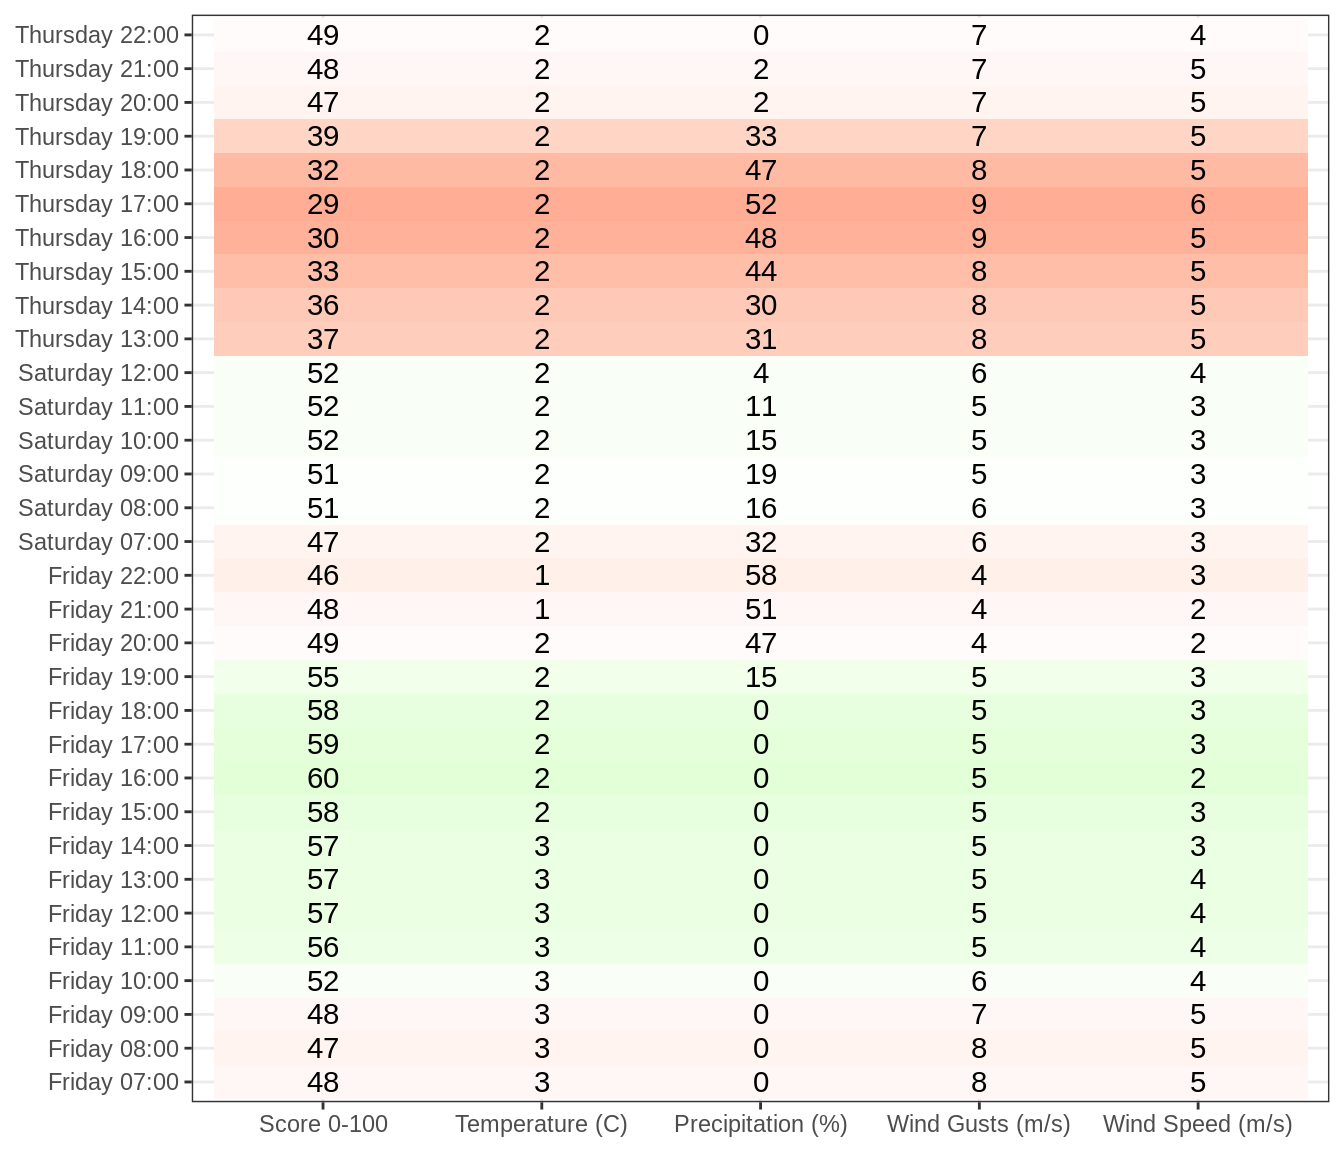 Thursday 22:00 49 2 0 7 4
Thursday 21:00 48 2 2 7 5
Thursday 20:00 47 2 2 7 5
Thursday 19:00 39 2 33 7 5
Thursday 18:00 32 2 47 8 5
Thursday 17:00 29 2 52 9 6
Thursday 16:00 30 2 48 9 5
Thursday 15:00 33 2 44 8 5
Thursday 14:00 36 2 30 8 5
Thursday 13:00 37 2 31 8 5
Saturday 12:00 52 2 4 6 4
Saturday 11:00 52 2 11 5 3
Saturday 10:00 52 2 15 5 3
Saturday 09:00 51 2 19 5 3
Saturday 08:00 51 2 16 6 3
Saturday 07:00 47 2 32 6 3
Friday 22:00 46 1 58 4 3
Friday 21:00 48 1 51 4 2
Friday 20:00 49 2 47 4 2
Friday 19:00 55 2 15 5 3
Friday 18:00 58 2 0 5 3
Friday 17:00 59 2 0 5 3
Friday 16:00 60 2 0 5 2
Friday 15:00 58 2 0 5 3
Friday 14:00 57 3 0 5 3
Friday 13:00 57 3 0 5 4
Friday 12:00 57 3 0 5 4
Friday 11:00 56 3 0 5 4
Friday 10:00 52 3 0 6 4
Friday 09:00 48 3 0 7 5
Friday 08:00 47 3 0 8 5
Friday 07:00 48 3 0 8 5
Score 0-100 Temperature (C) Precipitation (%) Wind Gusts (m/s) Wind Speed (m/s)